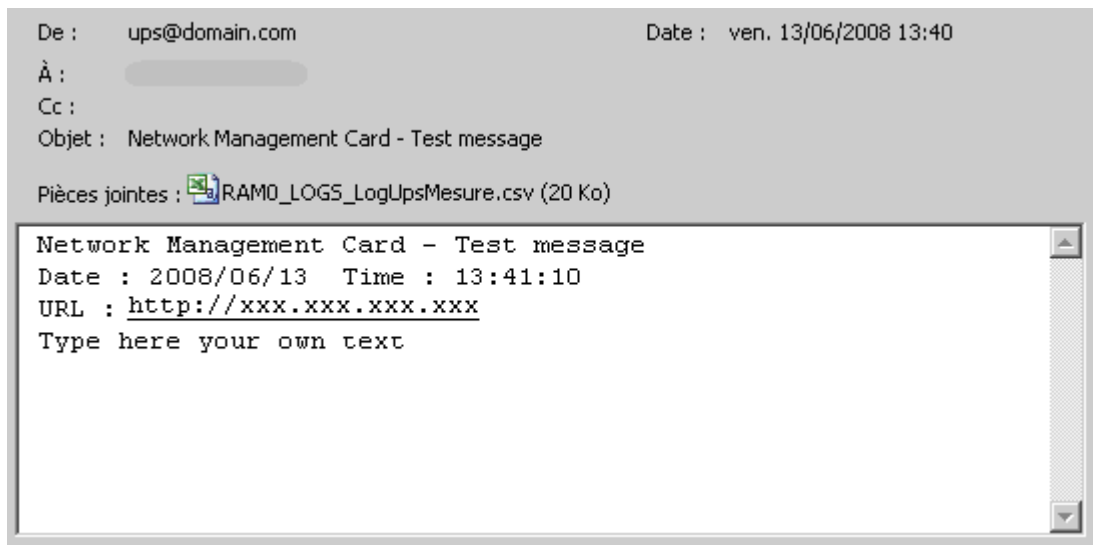 De : ups@domain.com Date : ven. 13/06/2008 13:40
À :
Cc :
Objet : Network Management Card - Test message
Pièces jointes : RAM0_LOGS_LogUpsMesure.csv (20 Ko)
Network Management Card - Test message
Date : 2008/06/13 Time : 13:41:10
URL : http://xxx.xxx.xxx.xxx
Type here your own text